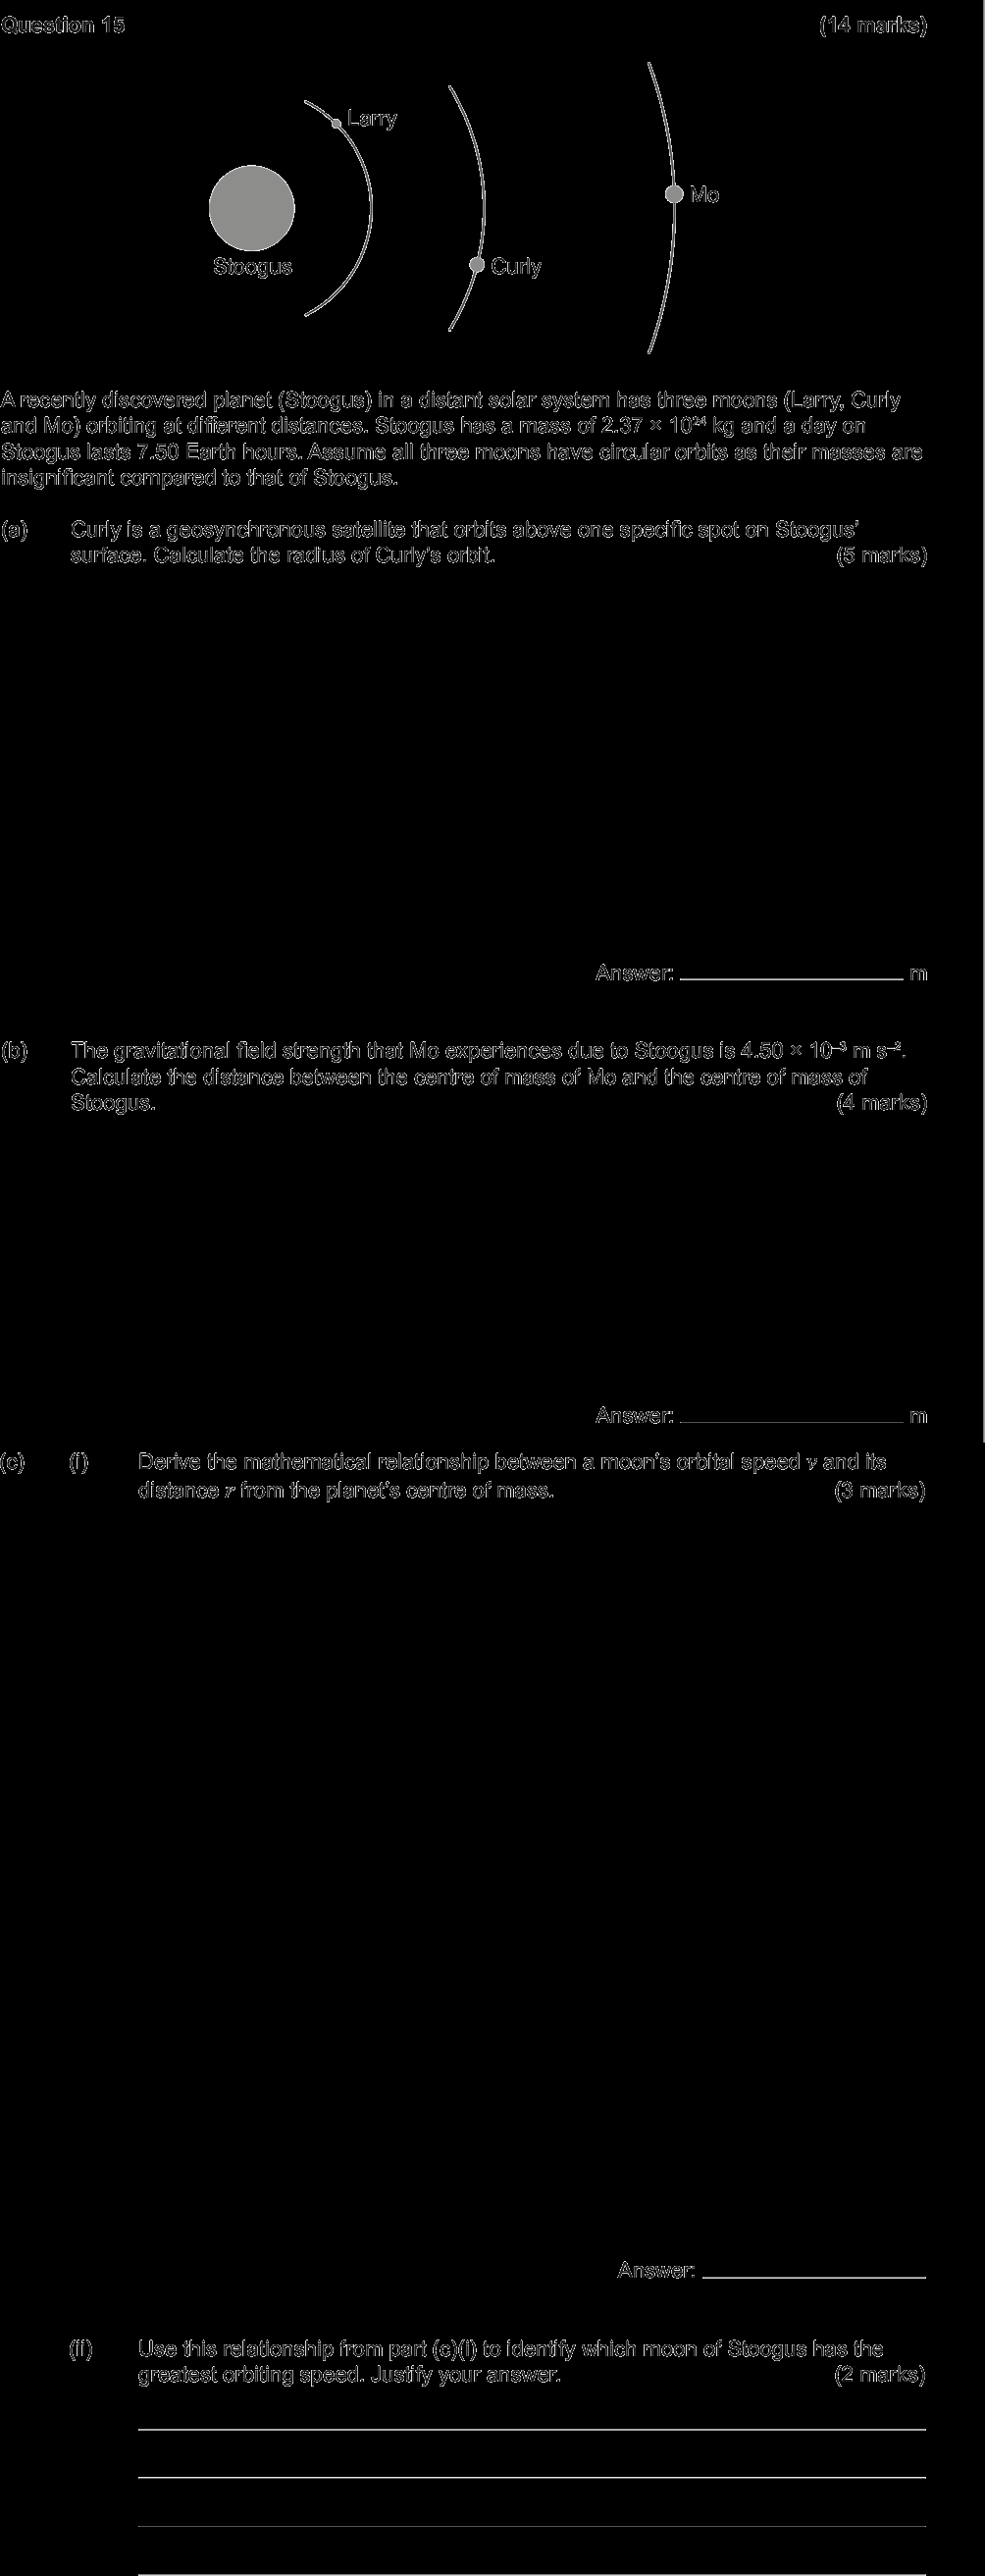 Question 15 (14 marks)
Larry
Mo
Stoogus
Curly
A recently discovered planet (Stoogus) in a distant solar system has three moons (Larry, Curly
and Mo) orbiting at different distances. Stoogus has a mass of 2.37 × 10²⁴ kg and a day on
Stoogus lasts 7.50 Earth hours. Assume all three moons have circular orbits as their masses are
insignificant compared to that of Stoogus.
(a) Curly is a geosynchronous satellite that orbits above one specific spot on Stoogus’
surface. Calculate the radius of Curly’s orbit. (5 marks)
Answer: ____________________ m
(b) The gravitational field strength that Mo experiences due to Stoogus is 4.50 × 10⁻³ m s⁻².
Calculate the distance between the centre of mass of Mo and the centre of mass of
Stoogus. (4 marks)
Answer: ____________________ m
(c) (i) Derive the mathematical relationship between a moon’s orbital speed v and its
distance r from the planet’s centre of mass. (3 marks)
Answer: ____________________
(ii) Use this relationship from part (c)(i) to identify which moon of Stoogus has the
greatest orbiting speed. Justify your answer. (2 marks)